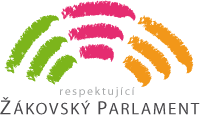 respektující
ŽÁKOVSKÝ PARLAMENT